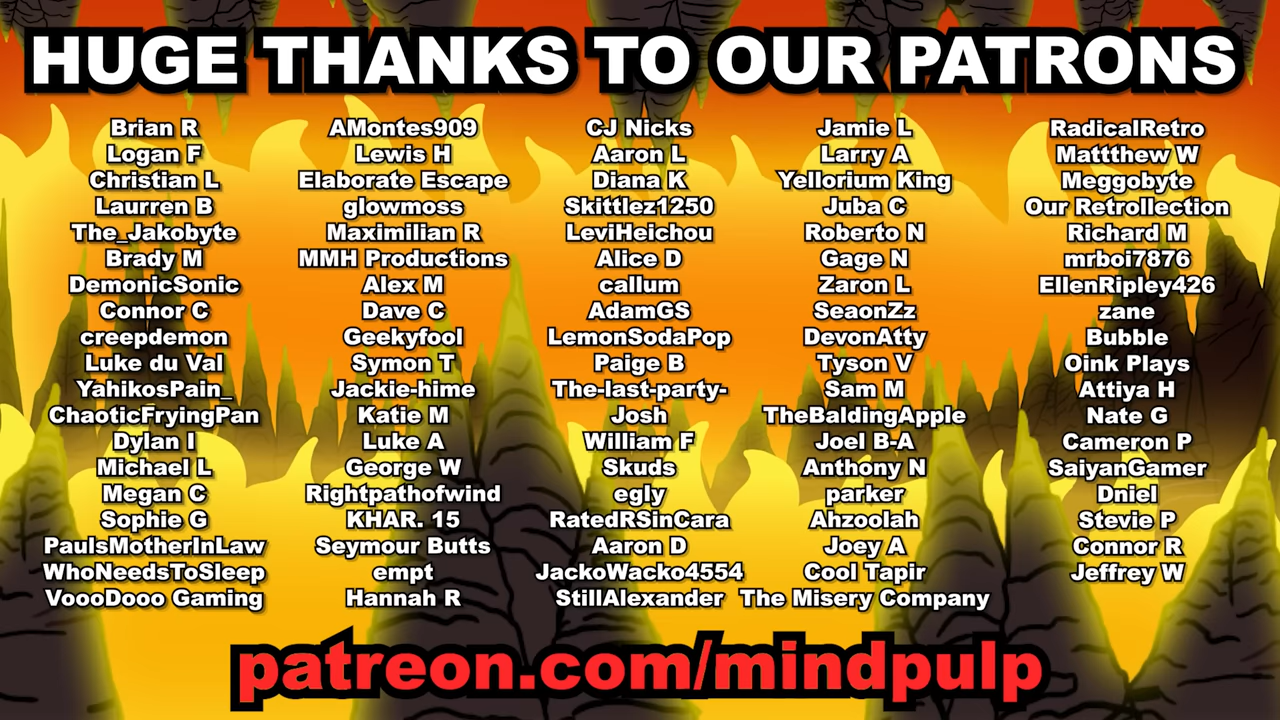 HUGE THANKS TO OUR PATRONS
Brian R
Logan F
Christian L
Laurren B
The_Jakobyte
Brady M
DemonicSonic
Connor C
creepdemon
Luke du Val
YahikosPain_
ChaoticFryingPan
Dylan I
Michael L
Megan C
Sophie G
PaulsMotherInLaw
WhoNeedsToSleep
VoooDooo Gaming
AMontes909
Lewis H
Elaborate Escape
glowmoss
Maximilian R
MMH Productions
Alex M
Dave C
Geekyfool
Symon T
Jackie-hime
Katie M
Luke A
George W
Rightpathofwind
KHAR. 15
Seymour Butts
empt
Hannah R
CJ Nicks
Aaron L
Diana K
Skittlez1250
LeviHeichou
Alice D
callum
AdamGS
LemonSodaPop
Paige B
The-last-party-
Josh
William F
Skuds
egly
RatedRSinCara
Aaron D
JackoWacko4554
StillAlexander
Jamie L
Larry A
Yellorium King
Juba C
Roberto N
Gage N
Zaron L
SeaonZz
DevonAtty
Tyson V
Sam M
TheBaldingApple
Joel B-A
Anthony N
parker
Ahzoolah
Joey A
Cool Tapir
The Misery Company
RadicalRetro
Mattthew W
Meggobyte
Our Retrollection
Richard M
mrboi7876
EllenRipley426
zane
Bubble
Oink Plays
Attiya H
Nate G
Cameron P
SaiyanGamer
Dniel
Stevie P
Connor R
Jeffrey W
patreon.com/mindpulp